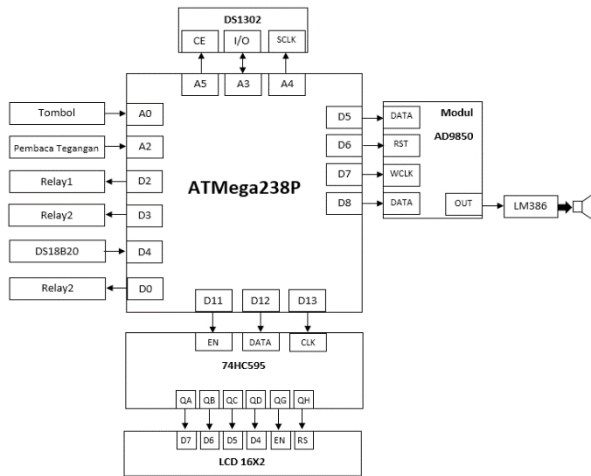 DS1302
CE I/O SCLK
A5 A3 A4
Tombol A0
Pembaca Tegangan A2
Relay1 D2
Relay2 D3
DS18B20 D4
Relay2 D0
ATMega238P
D5 DATA
D6 RST
D7 WCLK
D8 DATA
Modul
AD9850
OUT LM386
D11 D12 D13
EN DATA CLK
74HC595
QA QB QC QD QG QH
D7 D6 D5 D4 EN RS
LCD 16X2